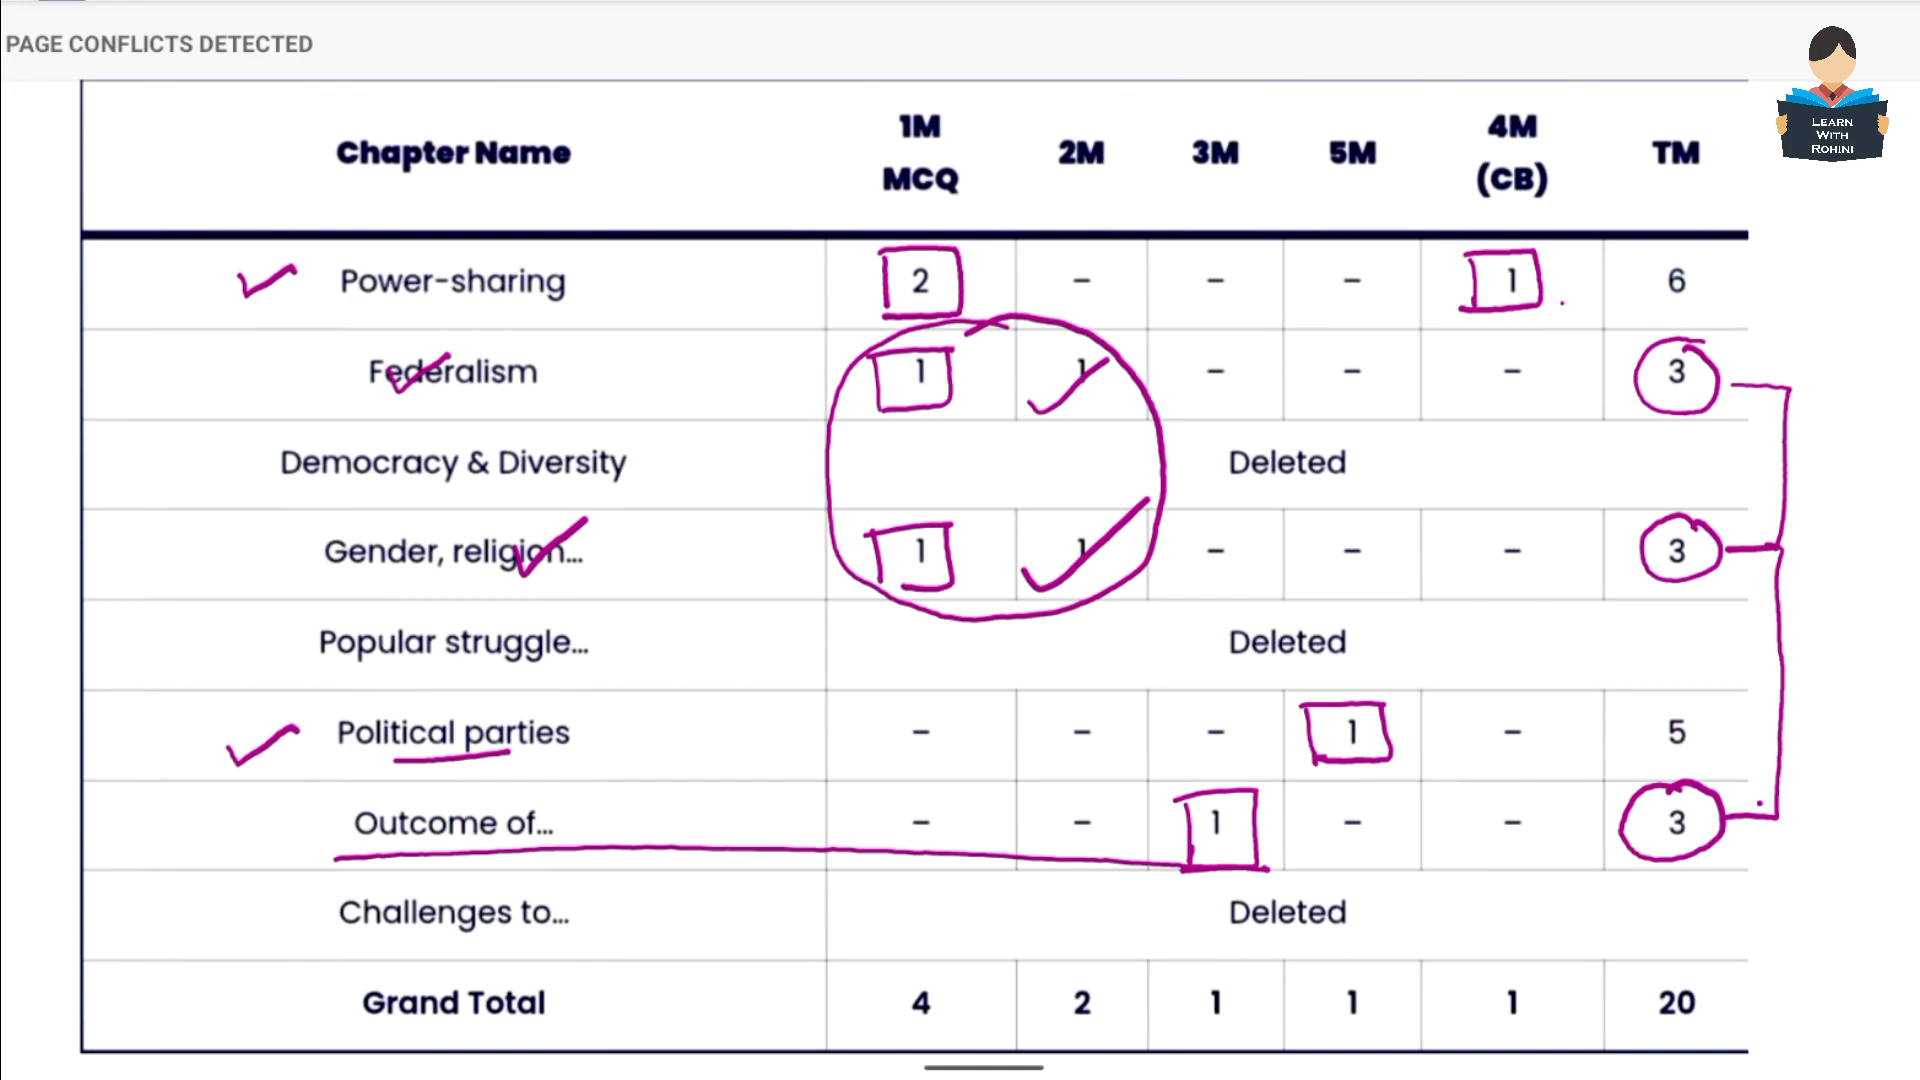 PAGE CONFLICTS DETECTED
LEARN
WITH
ROHINI
Chapter Name 1M MCQ 2M 3M 5M 4M (CB) TM
Power-sharing 2 – – – 1 6
Federalism 1 1 – – – 3
Democracy & Diversity Deleted
Gender, religion... 1 1 – – – 3
Popular struggle... Deleted
Political parties – – – 1 – 5
Outcome of... – – 1 – – 3
Challenges to... Deleted
Grand Total 4 2 1 1 1 20